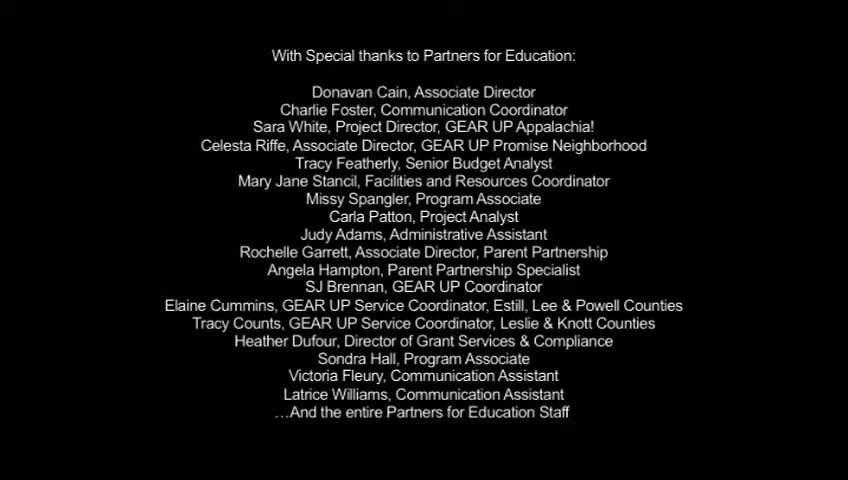 With Special thanks to Partners for Education:
Donavan Cain, Associate Director
Charlie Foster, Communication Coordinator
Sara White, Project Director, GEAR UP Appalachia!
Celesta Riffe, Associate Director, GEAR UP Promise Neighborhood
Tracy Featherly, Senior Budget Analyst
Mary Jane Stancil, Facilities and Resources Coordinator
Missy Spangler, Program Associate
Carla Patton, Project Analyst
Judy Adams, Administrative Assistant
Rochelle Garrett, Associate Director, Parent Partnership
Angela Hampton, Parent Partnership Specialist
SJ Brennan, GEAR UP Coordinator
Elaine Cummins, GEAR UP Service Coordinator, Estill, Lee & Powell Counties
Tracy Counts, GEAR UP Service Coordinator, Leslie & Knott Counties
Heather Dufour, Director of Grant Services & Compliance
Sondra Hall, Program Associate
Victoria Fleury, Communication Assistant
Latrice Williams, Communication Assistant
…And the entire Partners for Education Staff